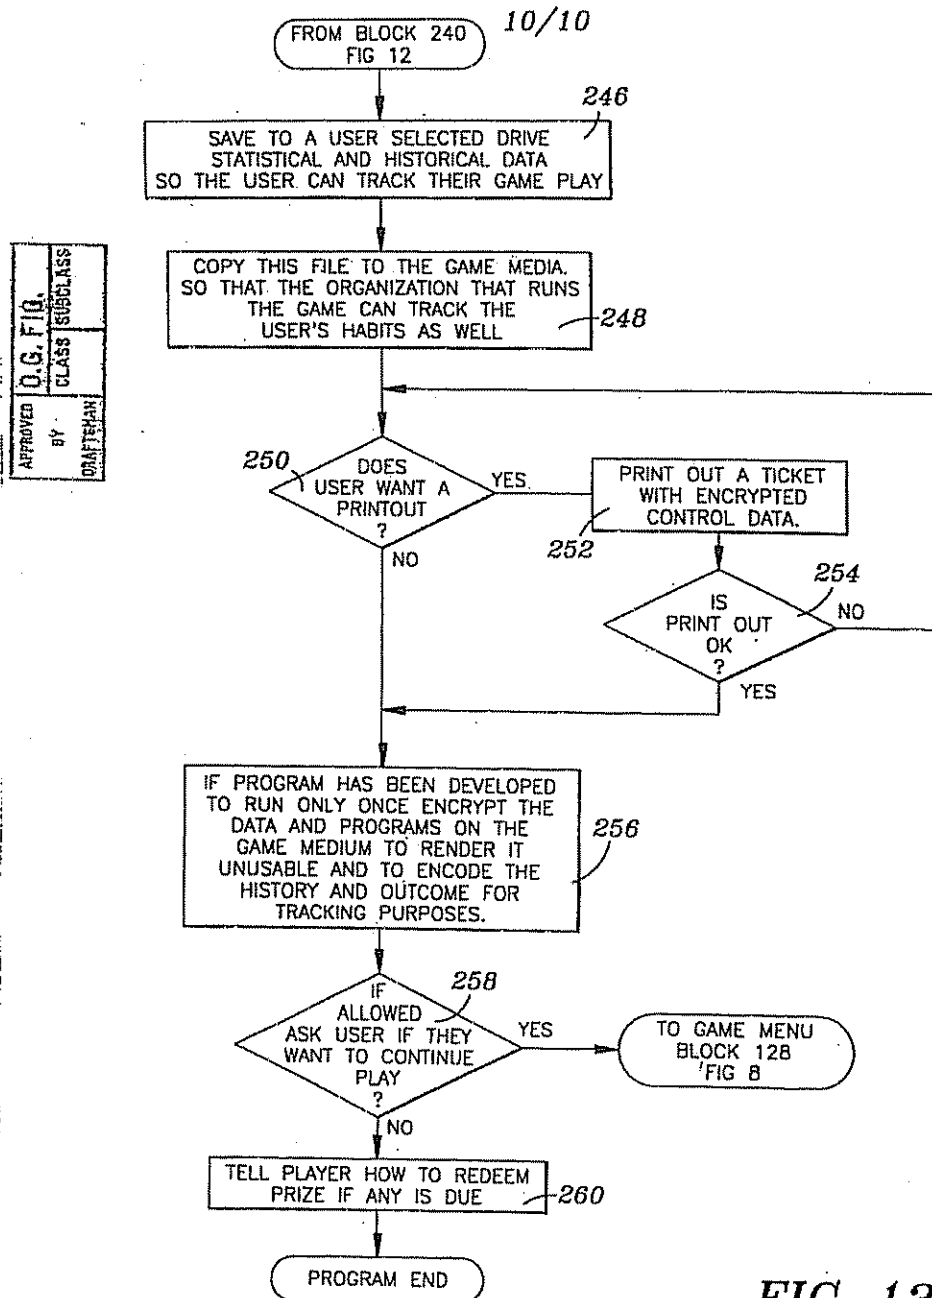 10/10
FROM BLOCK 240
FIG 12
246
SAVE TO A USER SELECTED DRIVE
STATISTICAL AND HISTORICAL DATA
SO THE USER CAN TRACK THEIR GAME PLAY
APPROVED
O.G. FIG.
BY
CLASS
SUBCLASS
DRAFTSMAN
COPY THIS FILE TO THE GAME MEDIA.
SO THAT THE ORGANIZATION THAT RUNS
THE GAME CAN TRACK THE
USER'S HABITS AS WELL
248
250
DOES
USER WANT A
PRINTOUT
?
YES
NO
PRINT OUT A TICKET
WITH ENCRYPTED
CONTROL DATA.
252
254
IS
PRINT OUT
OK
?
NO
YES
IF PROGRAM HAS BEEN DEVELOPED
TO RUN ONLY ONCE ENCRYPT THE
DATA AND PROGRAMS ON THE
GAME MEDIUM TO RENDER IT
UNUSABLE AND TO ENCODE THE
HISTORY AND OUTCOME FOR
TRACKING PURPOSES.
256
258
IF
ALLOWED
ASK USER IF THEY
WANT TO CONTINUE
PLAY
?
YES
NO
TO GAME MENU
BLOCK 128
FIG 8
TELL PLAYER HOW TO REDEEM
PRIZE IF ANY IS DUE
260
PROGRAM END
FIG. 13